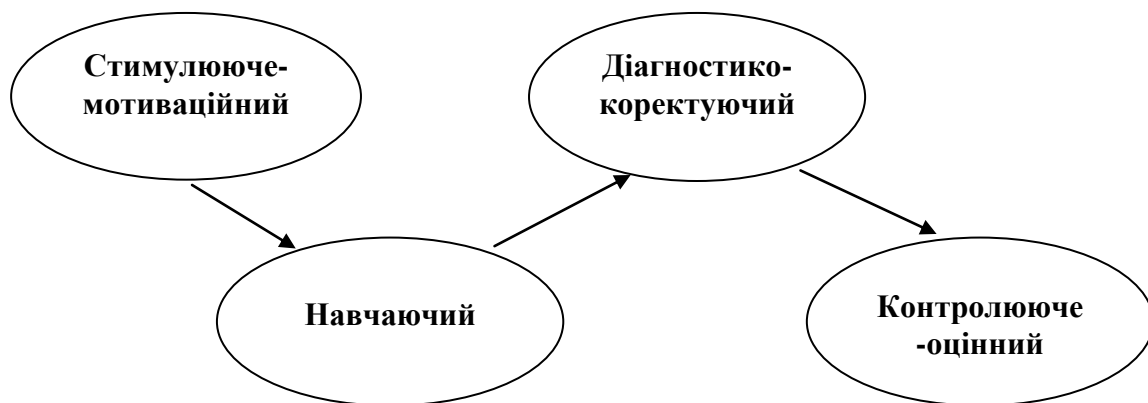 Стимулююче-
мотиваційний
Діагностико-
коректуючий
Навчаючий
Контролююче
-оцінний